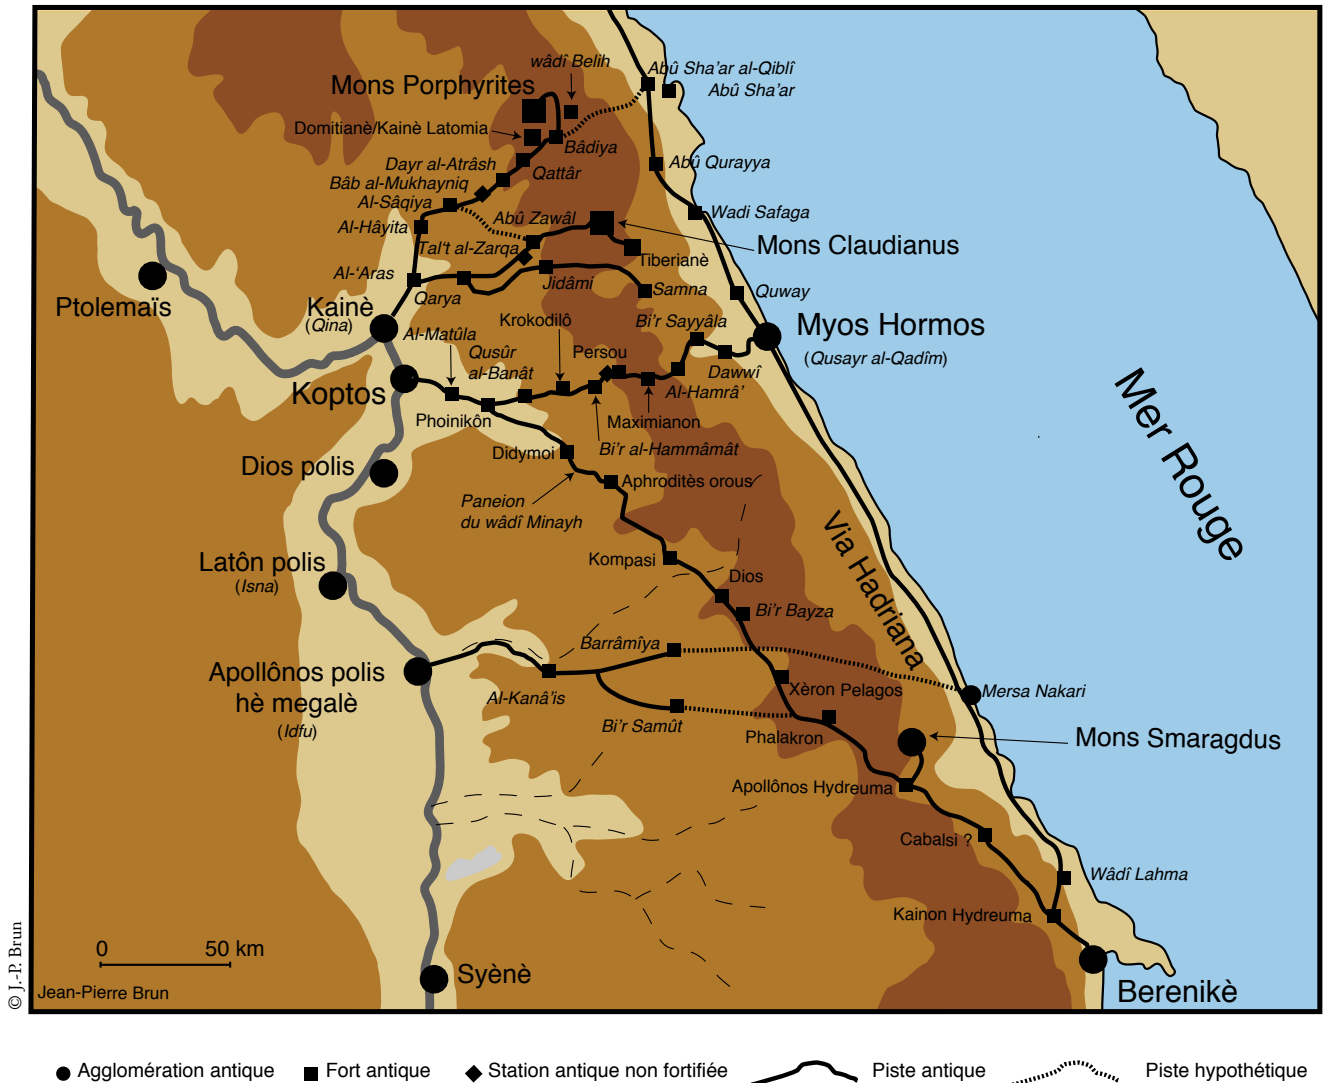 wâdî Belih
Abû Sha'ar al-Qiblî
Mons Porphyrites
Abû Sha'ar
Domitianè/Kainè Latomia
Bâdiya
Dayr al-Atrâsh
Abû Qurayya
Qattâr
Bâb al-Mukhayniq
Al-Sâqiya
Abû Zawâl
Wadi Safaga
Al-Hâyita
Tal't al-Zarqa
Mons Claudianus
Tiberianè
Al-'Aras
Jidâmi
Samna
Quway
Ptolemaïs
Kainè
Qarya
(Qina)
Krokodilô
Bi'r Sayyâla
Myos Hormos
Al-Matûla
(Qusayr al-Qadîm)
Qusûr
al-Banât
Persou
Dawwî
Koptos
Al-Hamrâ'
Phoinikôn
Maximianon
Mer Rouge
Didymoi
Bi'r al-Hammâmât
Dios polis
Aphroditès orous
Paneion
du wâdî Minayh
Via Hadriana
Latôn polis
(Isna)
Kompasi
Dios
Bi'r Bayza
Barrâmîya
Apollônos polis
hè megalè
(Idfu)
Al-Kanâ'is
Xèron Pelagos
Mersa Nakari
Bi'r Samût
Phalakron
Mons Smaragdus
Apollônos Hydreuma
Cabalsi ?
Wâdî Lahma
Kainon Hydreuma
0 50 km
Syènè
Berenikè
Jean-Pierre Brun
© J.-P. Brun
Agglomération antique Fort antique Station antique non fortifiée Piste antique Piste hypothétique